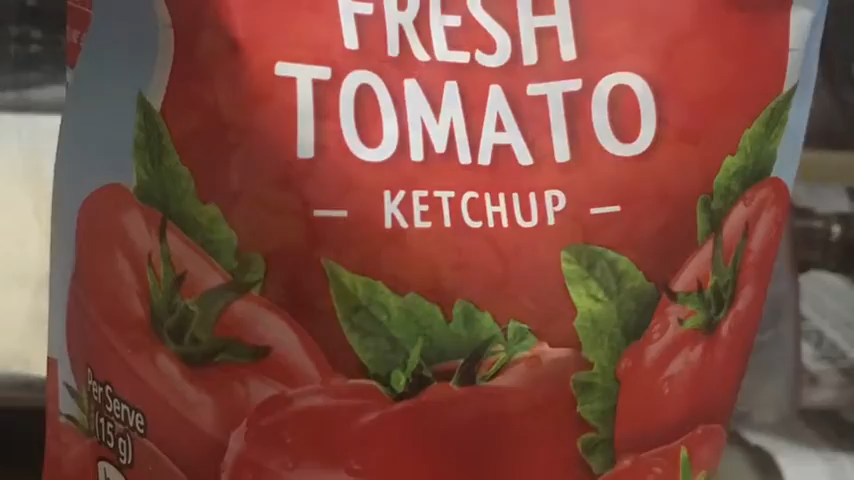 FRESH
TOMATO
— KETCHUP —
Per Serve
(15 g)